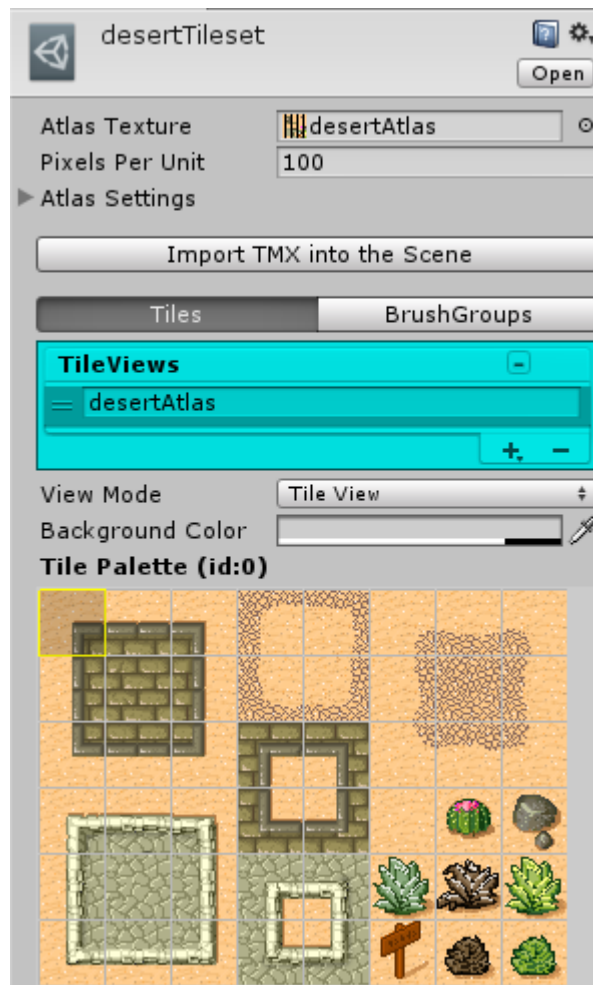 desertTileset
Open
Atlas Texture desertAtlas
Pixels Per Unit 100
Atlas Settings
Import TMX into the Scene
Tiles BrushGroups
TileViews
desertAtlas
View Mode Tile View
Background Color
Tile Palette (id:0)